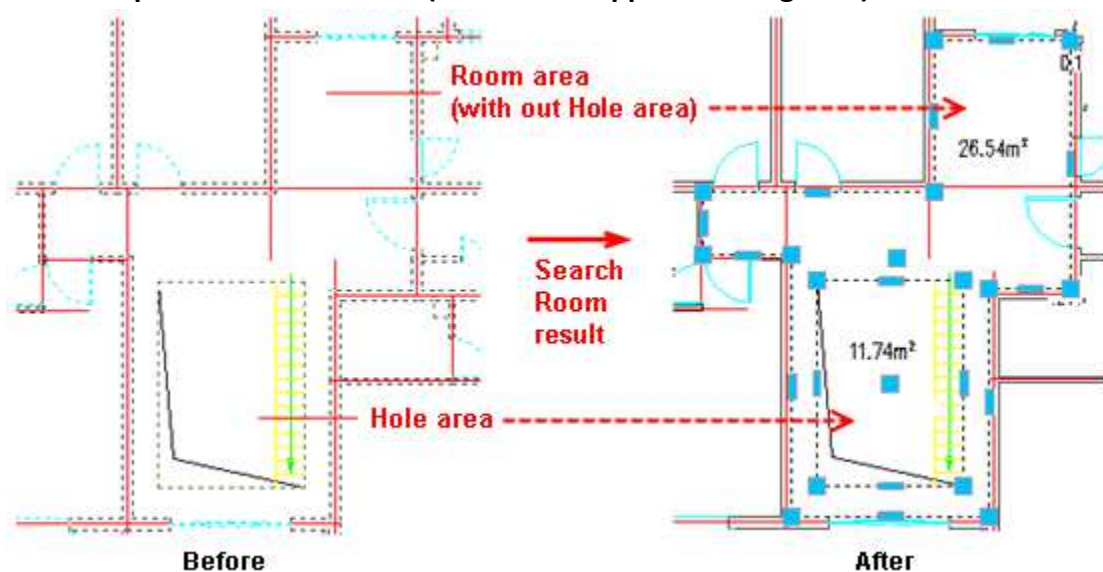 Room area
(with out Hole area)
26.54m²
Search
Room
result
11.74m²
Hole area
Before
After